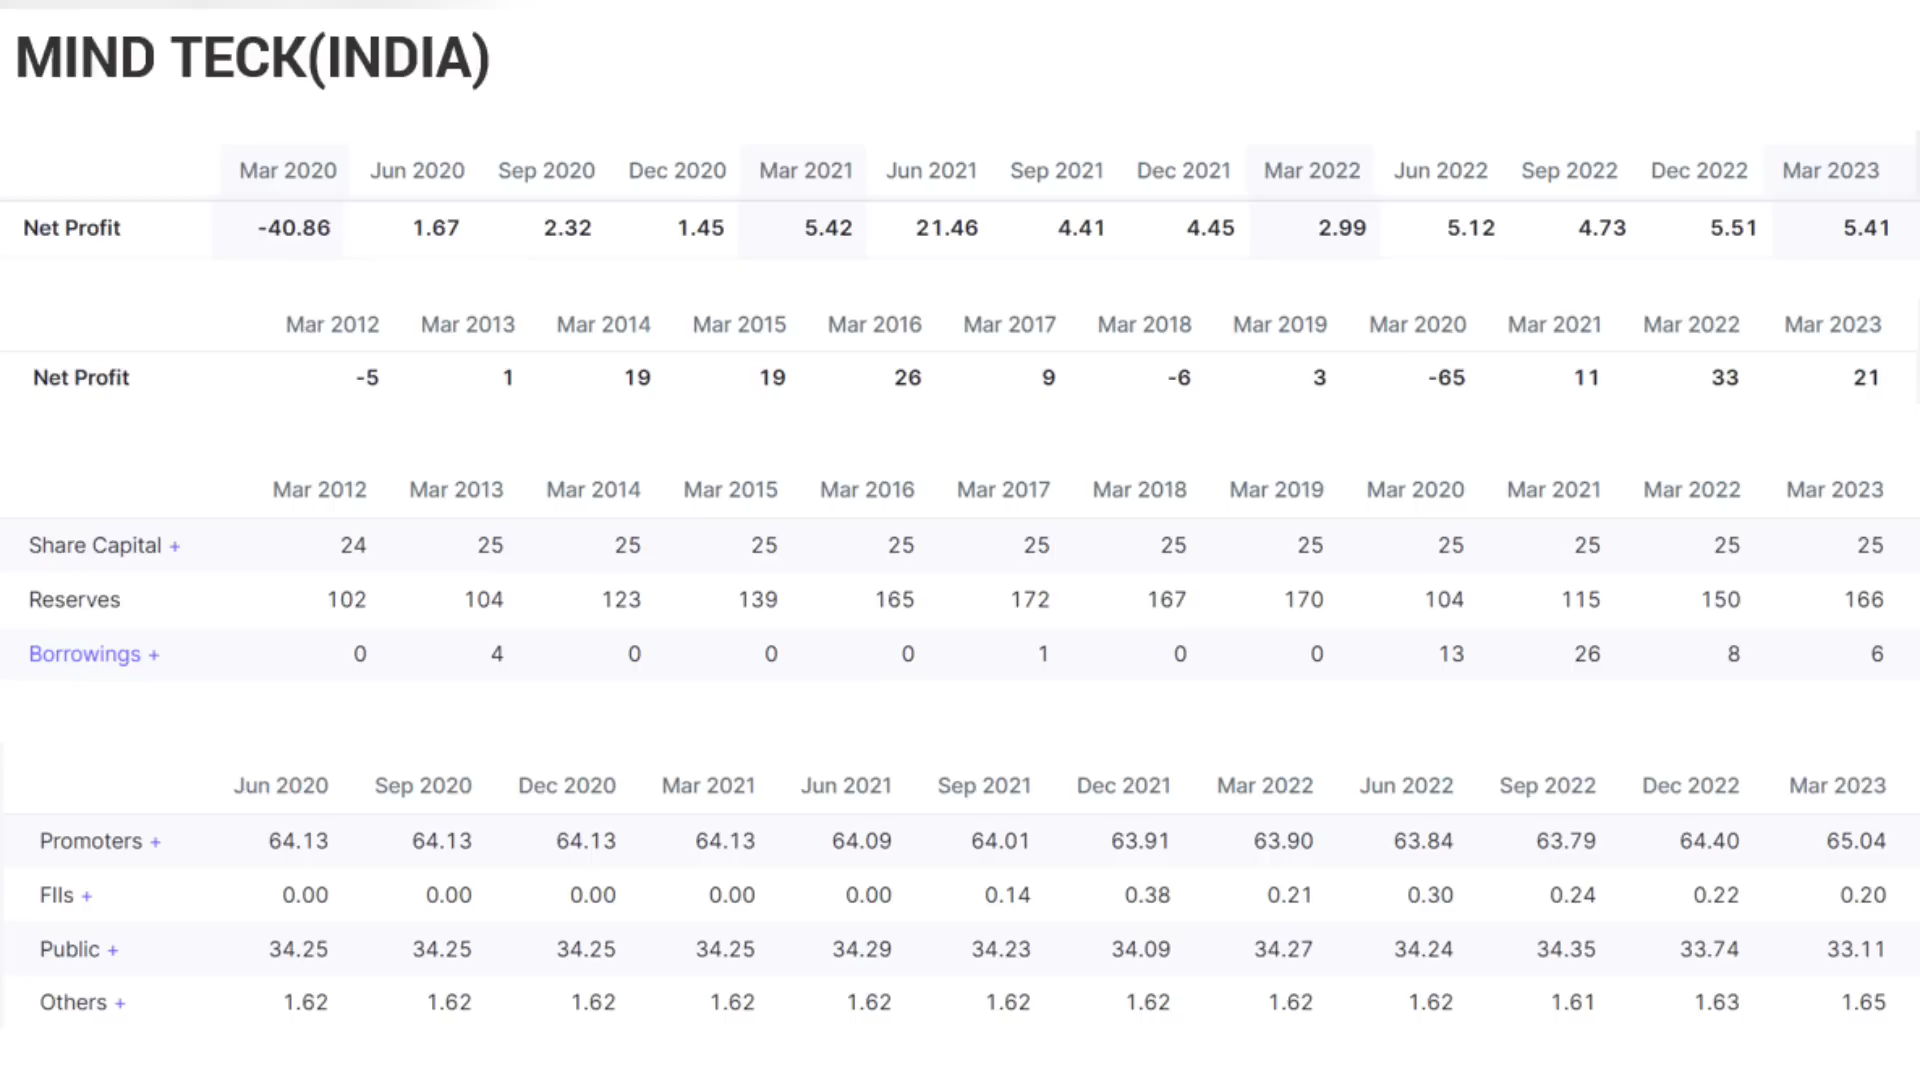 MIND TECK(INDIA)
Mar 2020 Jun 2020 Sep 2020 Dec 2020 Mar 2021 Jun 2021 Sep 2021 Dec 2021 Mar 2022 Jun 2022 Sep 2022 Dec 2022 Mar 2023
Net Profit -40.86 1.67 2.32 1.45 5.42 21.46 4.41 4.45 2.99 5.12 4.73 5.51 5.41
Mar 2012 Mar 2013 Mar 2014 Mar 2015 Mar 2016 Mar 2017 Mar 2018 Mar 2019 Mar 2020 Mar 2021 Mar 2022 Mar 2023
Net Profit -5 1 19 19 26 9 -6 3 -65 11 33 21
Mar 2012 Mar 2013 Mar 2014 Mar 2015 Mar 2016 Mar 2017 Mar 2018 Mar 2019 Mar 2020 Mar 2021 Mar 2022 Mar 2023
Share Capital + 24 25 25 25 25 25 25 25 25 25 25 25
Reserves 102 104 123 139 165 172 167 170 104 115 150 166
Borrowings + 0 4 0 0 0 1 0 0 13 26 8 6
Jun 2020 Sep 2020 Dec 2020 Mar 2021 Jun 2021 Sep 2021 Dec 2021 Mar 2022 Jun 2022 Sep 2022 Dec 2022 Mar 2023
Promoters + 64.13 64.13 64.13 64.13 64.09 64.01 63.91 63.90 63.84 63.79 64.40 65.04
FIIs + 0.00 0.00 0.00 0.00 0.00 0.14 0.38 0.21 0.30 0.24 0.22 0.20
Public + 34.25 34.25 34.25 34.25 34.29 34.23 34.09 34.27 34.24 34.35 33.74 33.11
Others + 1.62 1.62 1.62 1.62 1.62 1.62 1.62 1.62 1.62 1.61 1.63 1.65